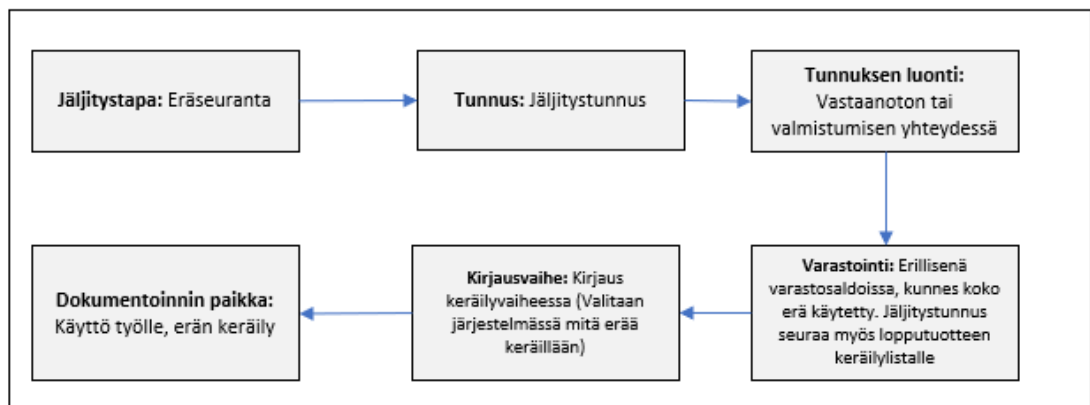 Jäljitystapa: Eräseuranta
Tunnus: Jäljitystunnus
Tunnuksen luonti:
Vastaanoton tai
valmistumisen yhteydessä
Varastointi: Erillisenä
varastosaldoissa, kunnes koko
erä käytetty. Jäljitystunnus
seuraa myös lopputuotteen
keräilylistalle
Kirjausvaihe: Kirjaus
keräilyvaiheessa (Valitaan
järjestelmässä mitä erää
keräillään)
Dokumentoinnin paikka:
Käyttö työlle, erän keräily